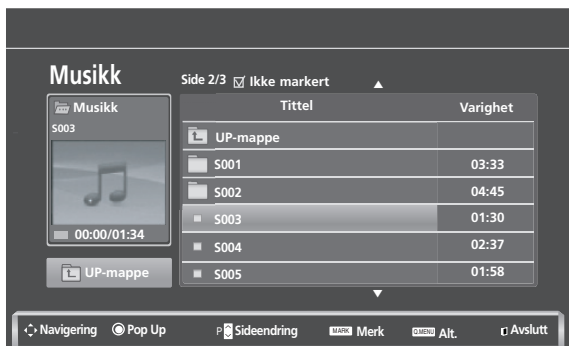 Musikk
Side 2/3 Ikke markert
Musikk
S003
00:00/01:34
UP-mappe
Tittel Varighet
UP-mappe
S001 03:33
S002 04:45
S003 01:30
S004 02:37
S005 01:58
Navigering Pop Up P Sideendring MARK Merk Q.MENU Alt. Avslutt